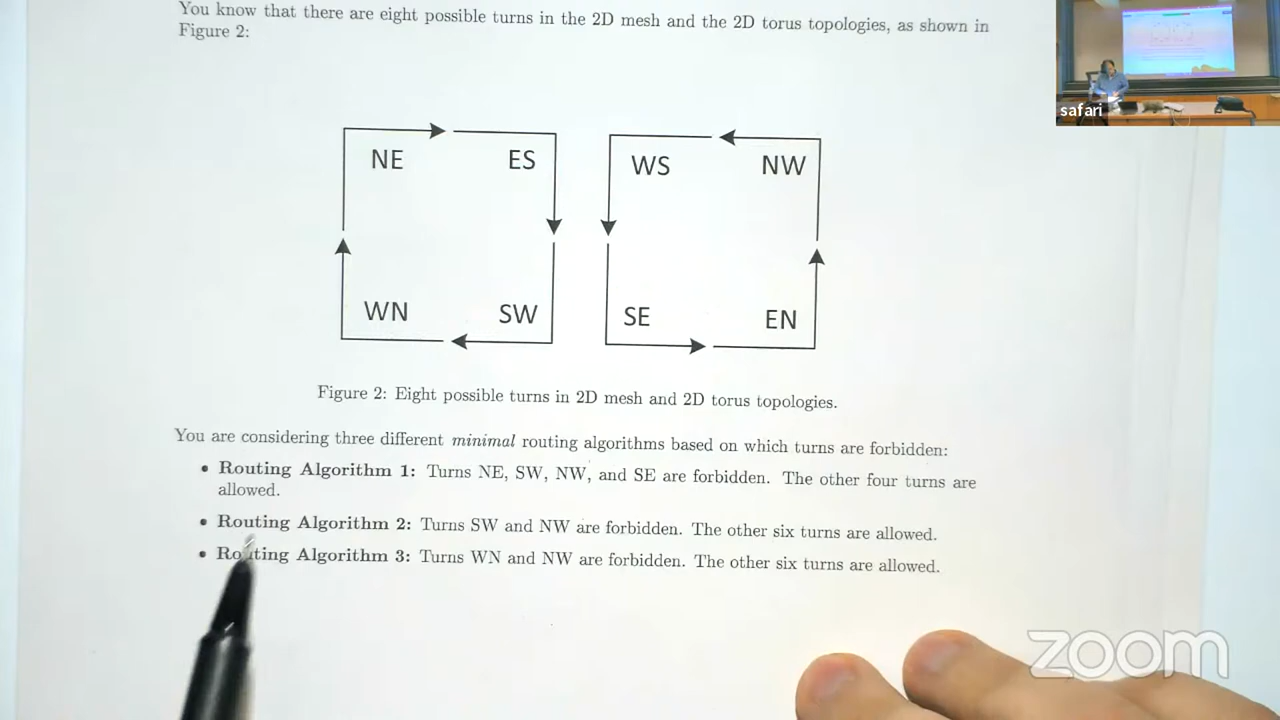 You know that there are eight possible turns in the 2D mesh and the 2D torus topologies, as shown in
Figure 2:
safari
NE ES WS NW
WN SW SE EN
Figure 2: Eight possible turns in 2D mesh and 2D torus topologies.
You are considering three different minimal routing algorithms based on which turns are forbidden:
• Routing Algorithm 1: Turns NE, SW, NW, and SE are forbidden. The other four turns are
allowed.
• Routing Algorithm 2: Turns SW and NW are forbidden. The other six turns are allowed.
• Routing Algorithm 3: Turns WN and NW are forbidden. The other six turns are allowed.
zoom